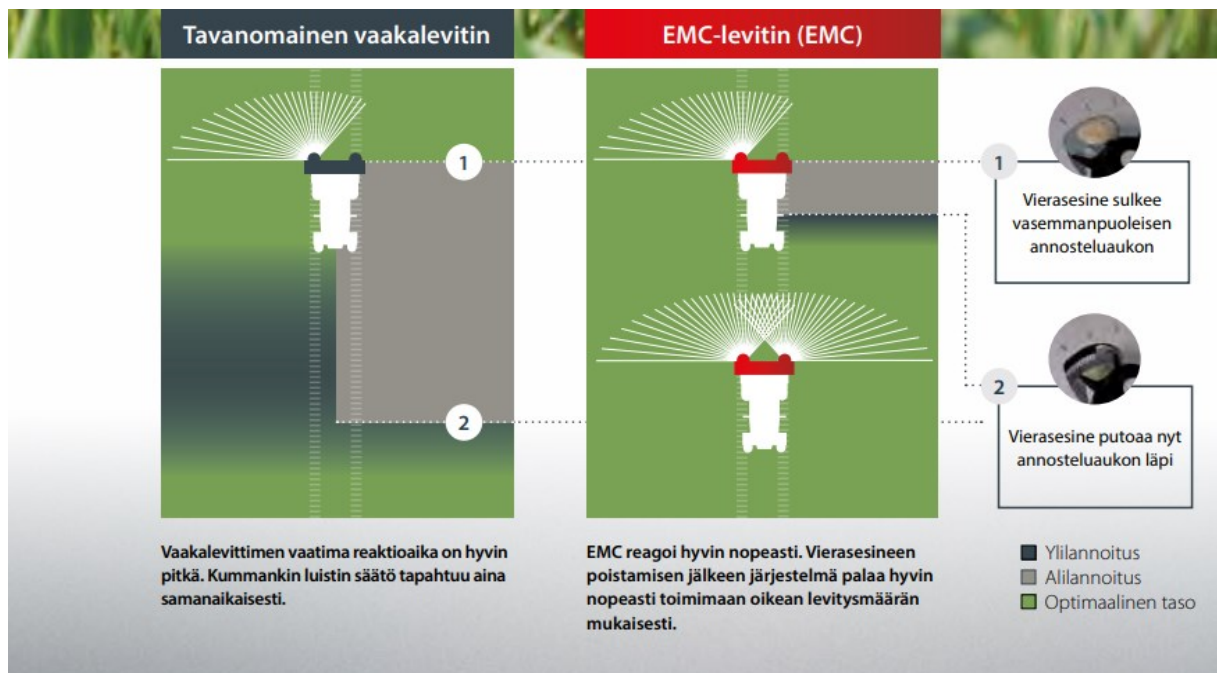 Tavanomainen vaakalevitin
EMC-levitin (EMC)
1
2
1
Vierasesine sulkee
vasemmanpuoleisen
annosteluaukon
2
Vierasesine putoaa nyt
annosteluaukon läpi
Vaakalevittimen vaatima reaktioaika on hyvin
pitkä. Kummankin luistin säätö tapahtuu aina
samanaikaisesti.
EMC reagoi hyvin nopeasti. Vierasesineen
poistamisen jälkeen järjestelmä palaa hyvin
nopeasti toimimaan oikean levitysmäärän
mukaisesti.
Ylilannoitus
Alilannoitus
Optimaalinen taso